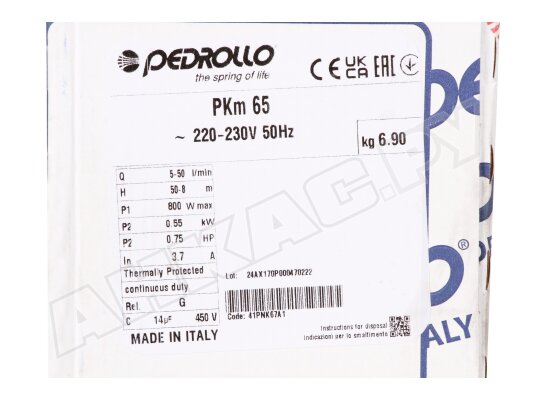 PEDROLLO
the spring of life
CE UK CA EAC
PKm 65
~ 220-230V 50Hz
kg 6.90
Q 5-50 l/min
H 50-8 m
P1 800 W max
P2 0.55 kW
P2 0.75 HP
In 3.7 A
Thermally Protected
continuous duty
Rel. G
C 14µF 450 V
MADE IN ITALY
Lot: 24AX170P000470222
Code: 41PNK67A1
Instructions for disposal
Indicazioni per lo smaltimento
АНКАС.РУ
®
ALY